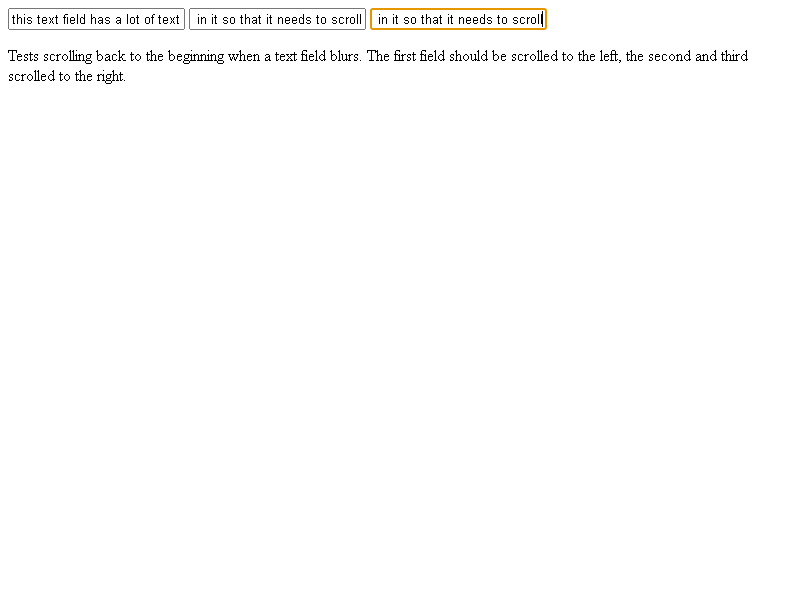 this text field has a lot of text in it so that it needs to scroll in it so that it needs to scroll
Tests scrolling back to the beginning when a text field blurs. The first field should be scrolled to the left, the second and third
scrolled to the right.